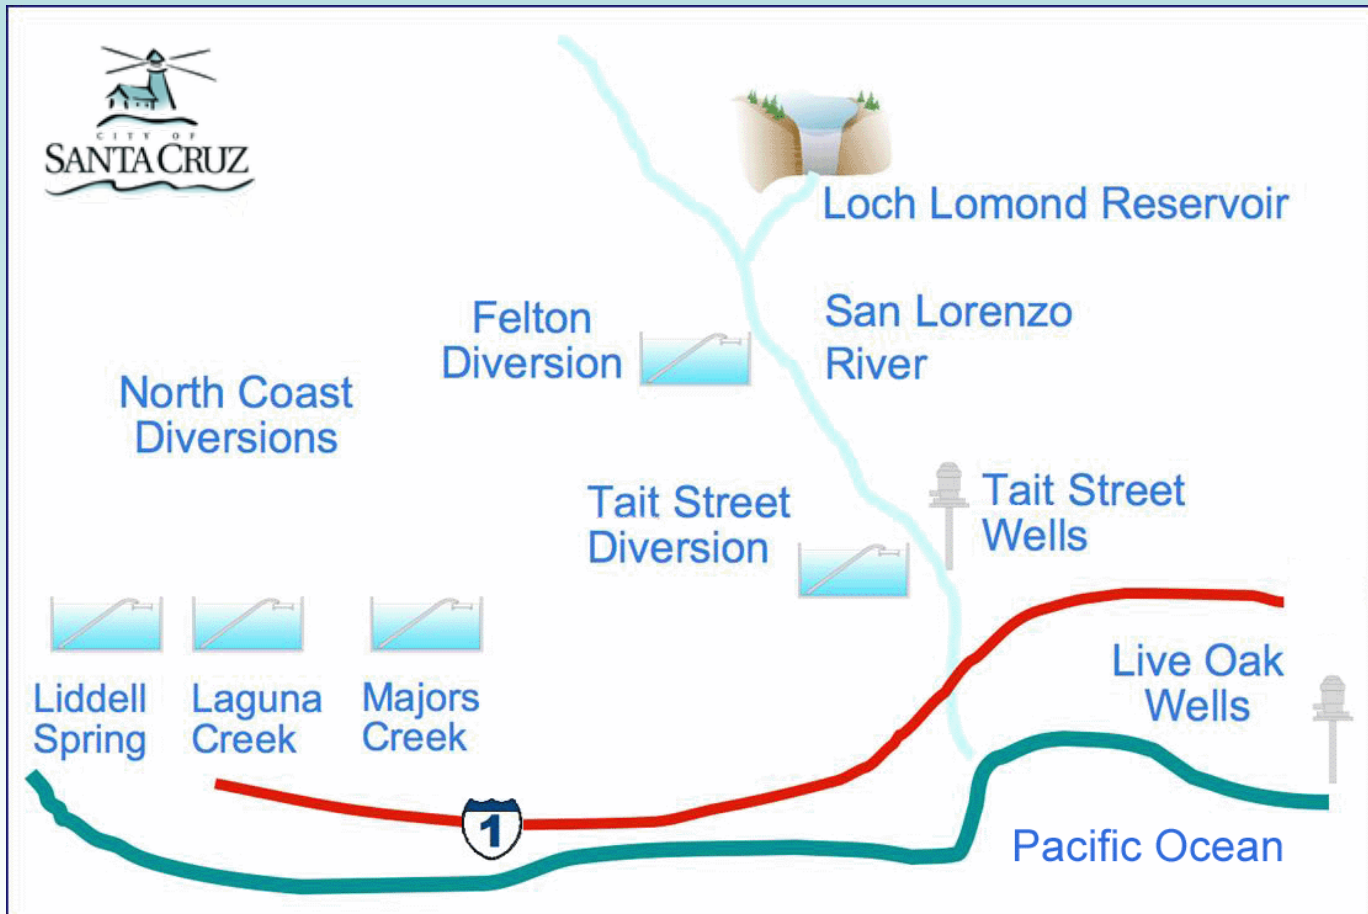 CITY OF
SANTA CRUZ
Loch Lomond Reservoir
San Lorenzo
River
Felton
Diversion
North Coast
Diversions
Tait Street
Wells
Tait Street
Diversion
Liddell
Spring
Laguna
Creek
Majors
Creek
Live Oak
Wells
1
Pacific Ocean